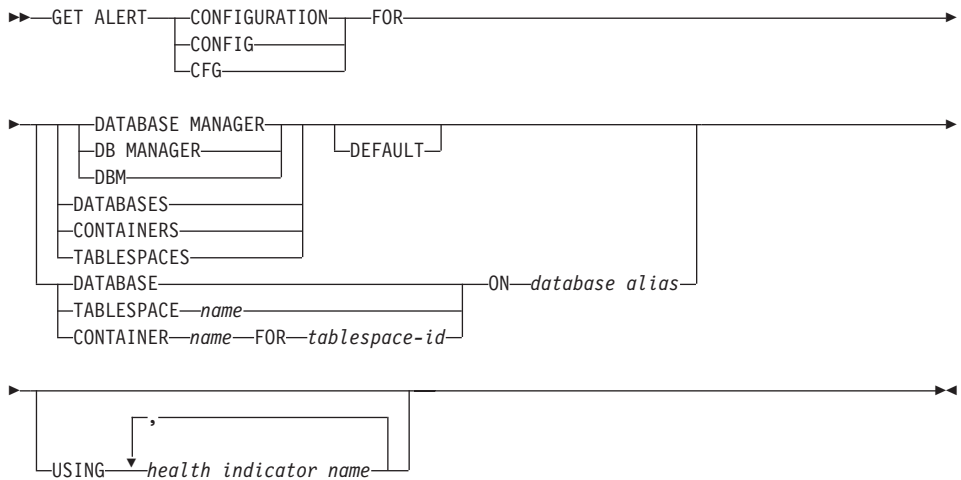 GET ALERT CONFIGURATION FOR
CONFIG
CFG
DATABASE MANAGER
DB MANAGER DEFAULT
DBM
DATABASES
CONTAINERS
TABLESPACES
DATABASE ON database alias
TABLESPACE name
CONTAINER name FOR tablespace-id
,
USING health indicator name